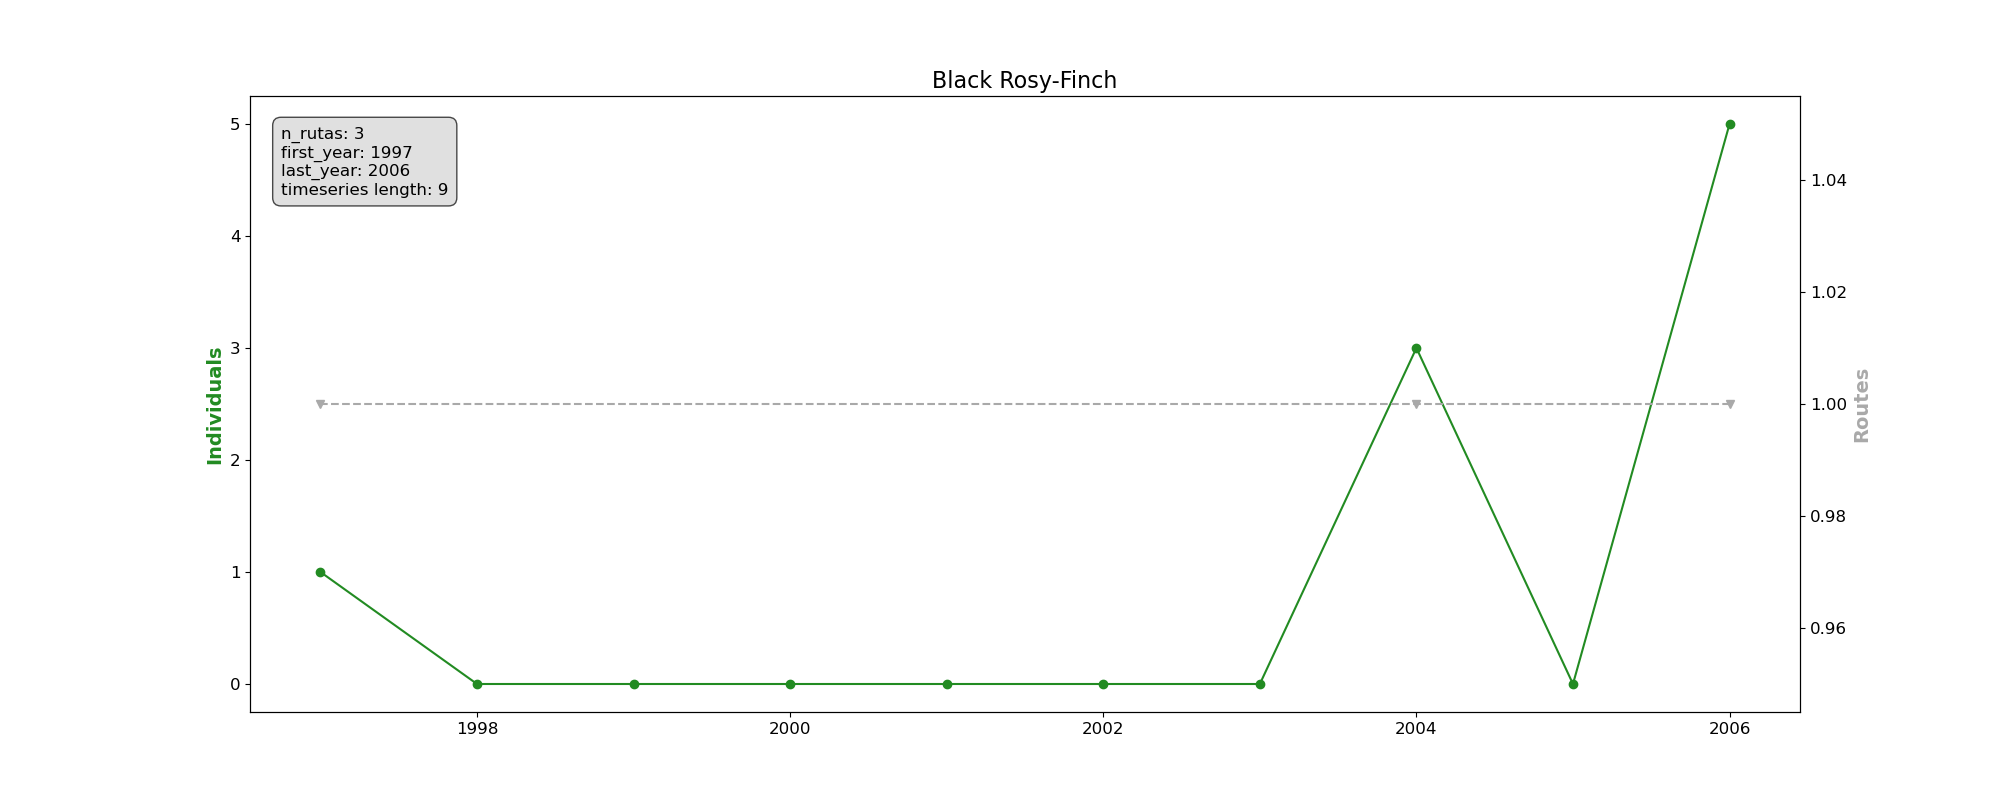 Black Rosy-Finch
n_rutas: 3
first_year: 1997
last_year: 2006
timeseries length: 9
5
4
3
2
1
0
Individuals
1.04
1.02
1.00
0.98
0.96
Routes
1998 2000 2002 2004 2006